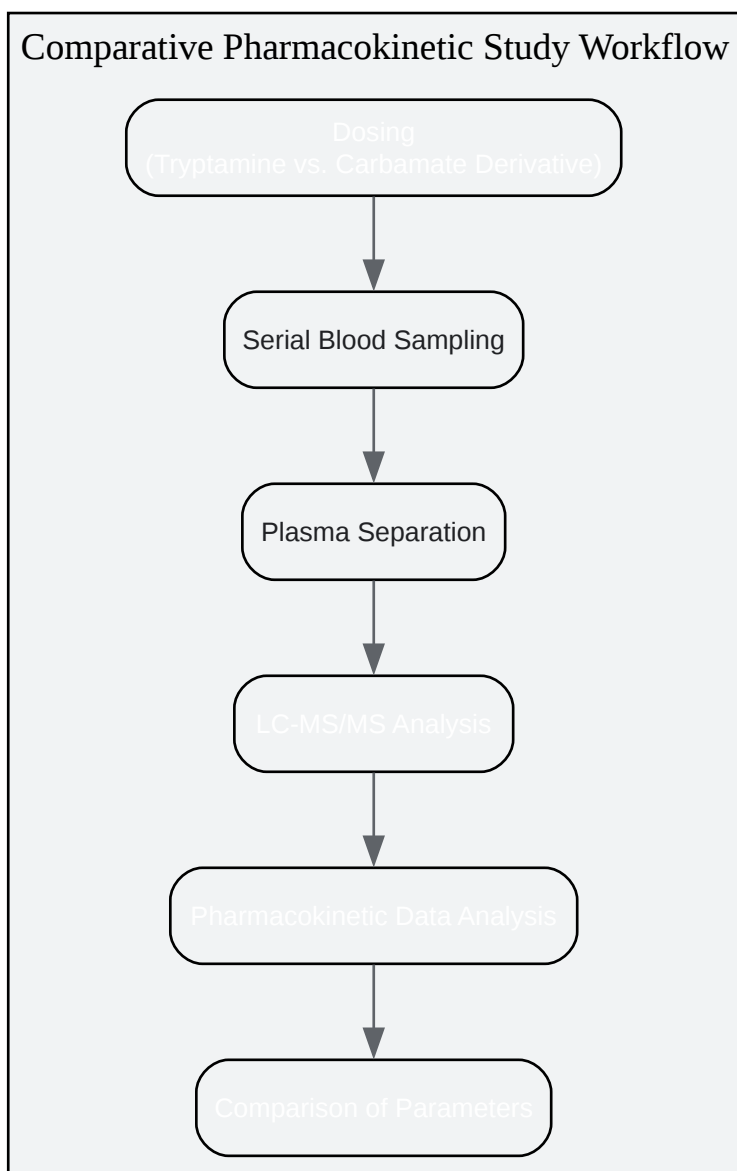 Comparative Pharmacokinetic Study Workflow
Dosing
(Tryptamine vs. Carbamate Derivative)
Serial Blood Sampling
Plasma Separation
LC-MS/MS Analysis
Pharmacokinetic Data Analysis
Comparison of Parameters